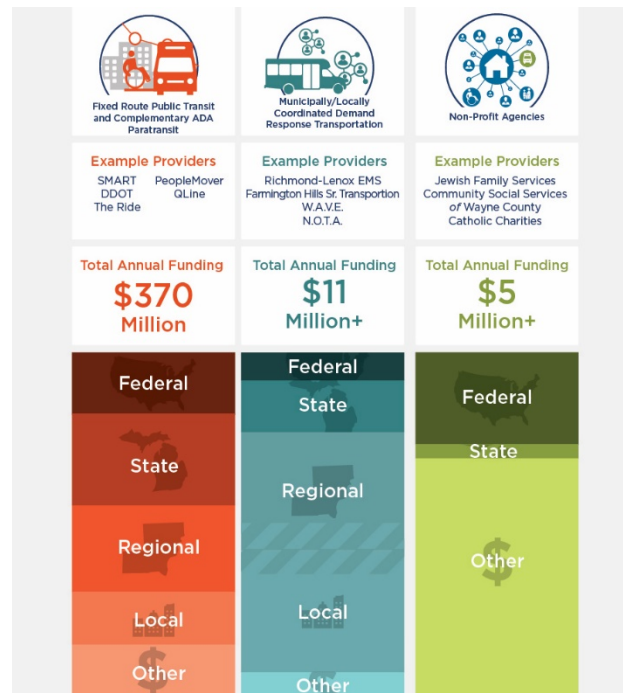 Fixed Route Public Transit
and Complementary ADA
Paratransit
Municipally/Locally
Coordinated Demand
Response Transportation
Non-Profit Agencies
Example Providers
SMART PeopleMover
DDOT QLine
The Ride
Example Providers
Richmond-Lenox EMS
Farmington Hills Sr. Transportion
W.A.V.E.
N.O.T.A.
Example Providers
Jewish Family Services
Community Social Services
of Wayne County
Catholic Charities
Total Annual Funding
$370
Million
Total Annual Funding
$11
Million+
Total Annual Funding
$5
Million+
Federal
State
Regional
Local
$
Other
Federal
State
Regional
Local
Other
Federal
State
$
Other